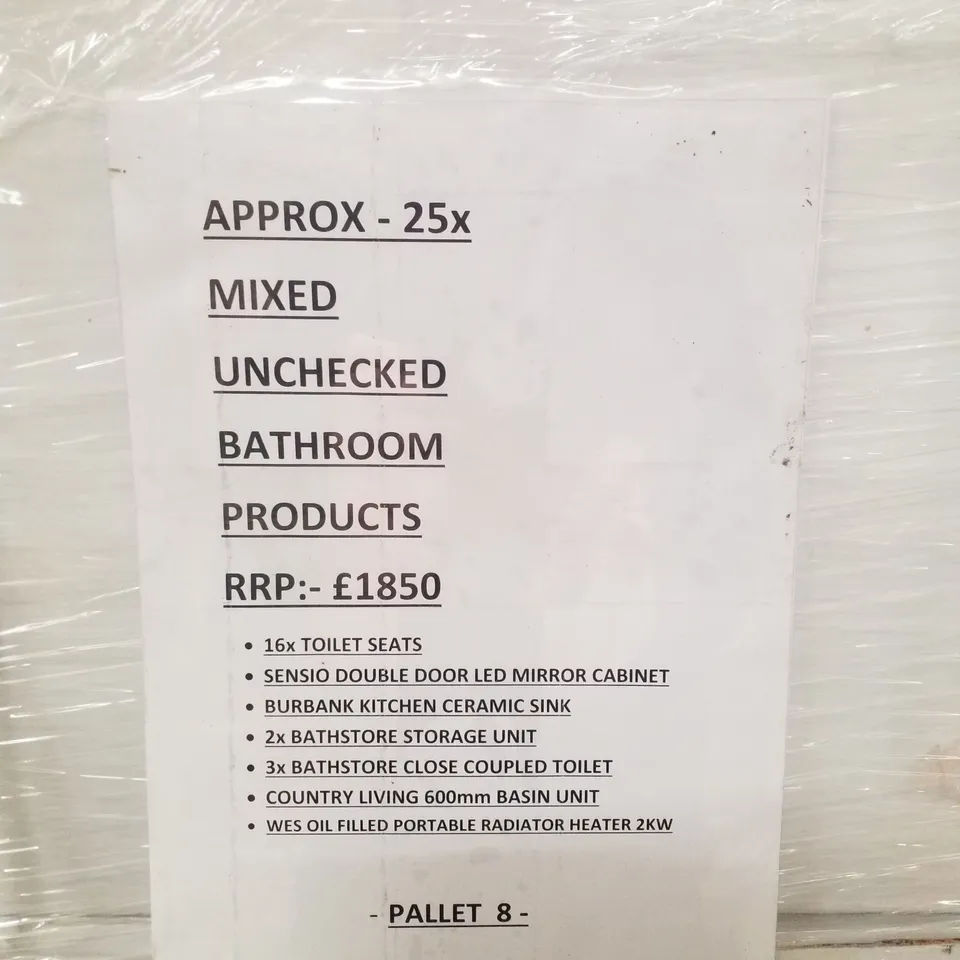 APPROX - 25x
MIXED
UNCHECKED
BATHROOM
PRODUCTS
RRP:- £1850
• 16x TOILET SEATS
• SENSIO DOUBLE DOOR LED MIRROR CABINET
• BURBANK KITCHEN CERAMIC SINK
• 2x BATHSTORE STORAGE UNIT
• 3x BATHSTORE CLOSE COUPLED TOILET
• COUNTRY LIVING 600mm BASIN UNIT
• WES OIL FILLED PORTABLE RADIATOR HEATER 2KW
- PALLET 8 -